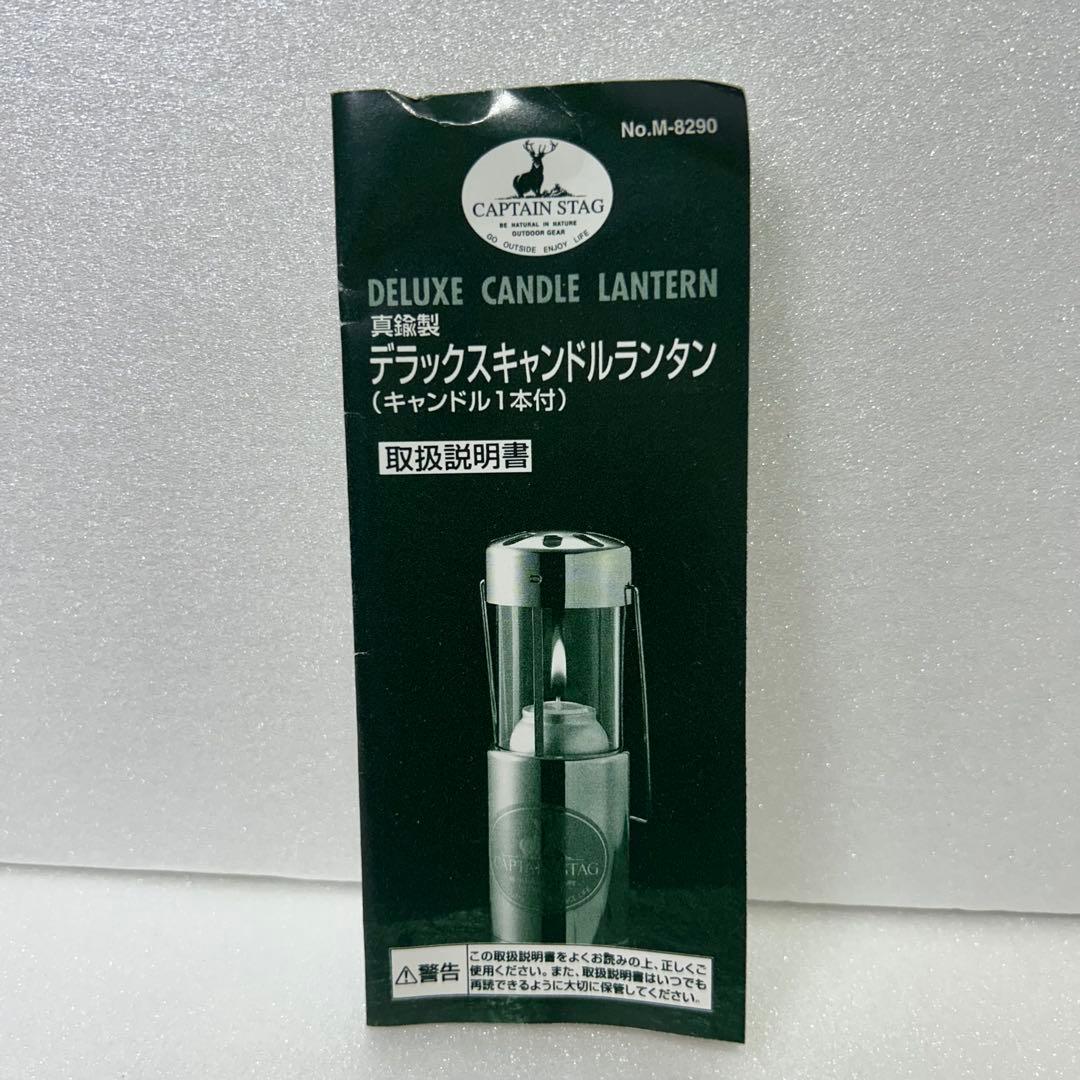 No.M-8290
CAPTAIN STAG
BE NATURAL IN NATURE
OUTDOOR GEAR
GO OUTSIDE ENJOY LIFE
DELUXE CANDLE LANTERN
真鍮製
デラックスキャンドルランタン
（キャンドル1本付）
取扱説明書
CAPTAIN STAG
警告
この取扱説明書をよくお読みの上、正しくご
使用ください。また、取扱説明書はいつでも
再読できるように大切に保管してください。